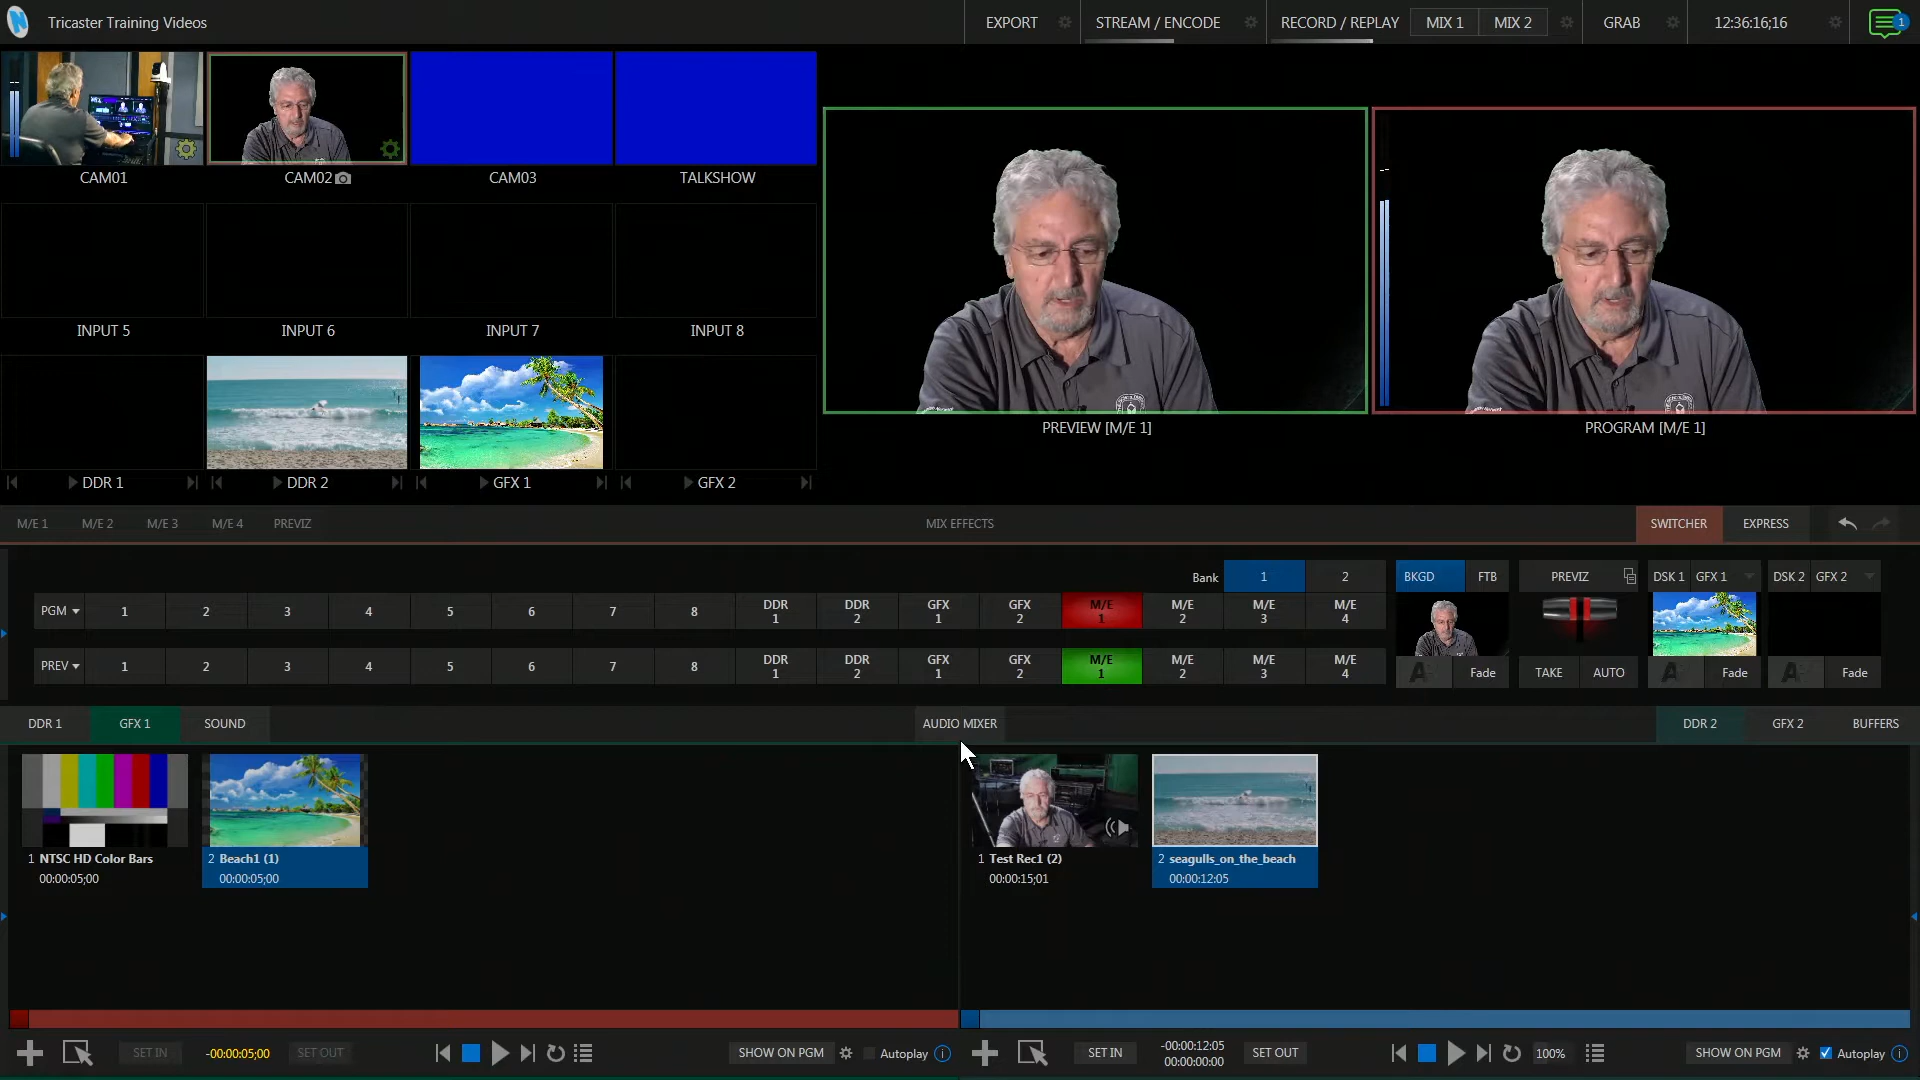 Tricaster Training Videos
EXPORT
STREAM / ENCODE
RECORD / REPLAY
MIX 1
MIX 2
GRAB
12:36:16;16
1
CAM01
CAM02
CAM03
TALKSHOW
INPUT 5
INPUT 6
INPUT 7
INPUT 8
DDR 1
DDR 2
GFX 1
GFX 2
PREVIEW [M/E 1]
PROGRAM [M/E 1]
M/E 1
M/E 2
M/E 3
M/E 4
PREVIZ
MIX EFFECTS
SWITCHER
EXPRESS
Bank
1
2
BKGD
FTB
PREVIZ
DSK 1
GFX 1
DSK 2
GFX 2
PGM 1 2 3 4 5 6 7 8 DDR 1 DDR 2 GFX 1 GFX 2 M/E 1 M/E 2 M/E 3 M/E 4
PREV 1 2 3 4 5 6 7 8 DDR 1 DDR 2 GFX 1 GFX 2 M/E 1 M/E 2 M/E 3 M/E 4
Fade
TAKE
AUTO
Fade
Fade
DDR 1
GFX 1
SOUND
AUDIO MIXER
DDR 2
GFX 2
BUFFERS
1 NTSC HD Color Bars
00:00:05;00
2 Beach1 (1)
00:00:05;00
1 Test Rec1 (2)
00:00:15;01
2 seagulls_on_the_beach
00:00:12:05
SET IN
-00:00:05;00
SET OUT
SHOW ON PGM
Autoplay
SET IN
-00:00:12:05
00:00:00:00
SET OUT
100%
SHOW ON PGM
Autoplay